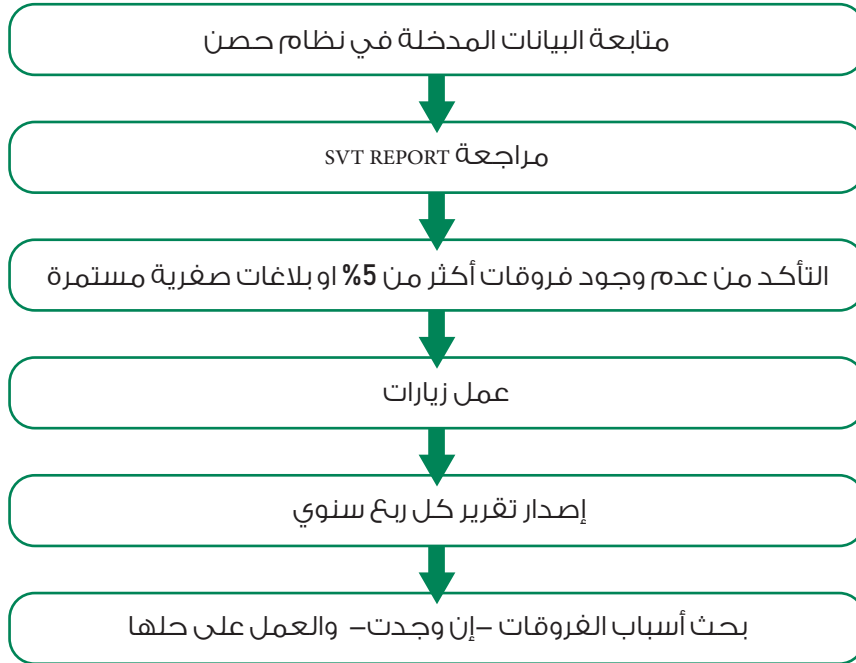 متابعة البيانات المدخلة في نظام حصن
مراجعة SVT REPORT
التأكد من عدم وجود فروقات أكثر من 5% او بلاغات صفرية مستمرة
عمل زيارات
إصدار تقرير كل ربع سنوي
بحث أسباب الفروقات -إن وجدت- والعمل على حلها